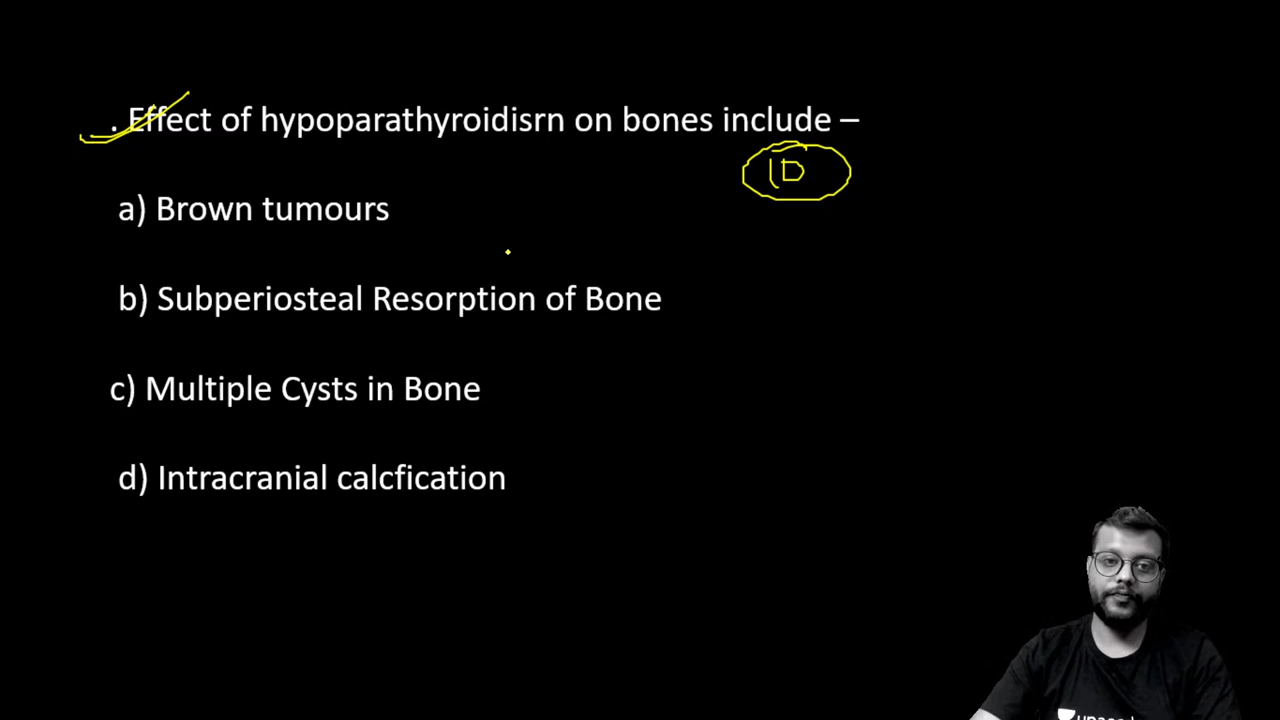 . Effect of hypoparathyroidisrn on bones include –
(D
a) Brown tumours
b) Subperiosteal Resorption of Bone
c) Multiple Cysts in Bone
d) Intracranial calcfication